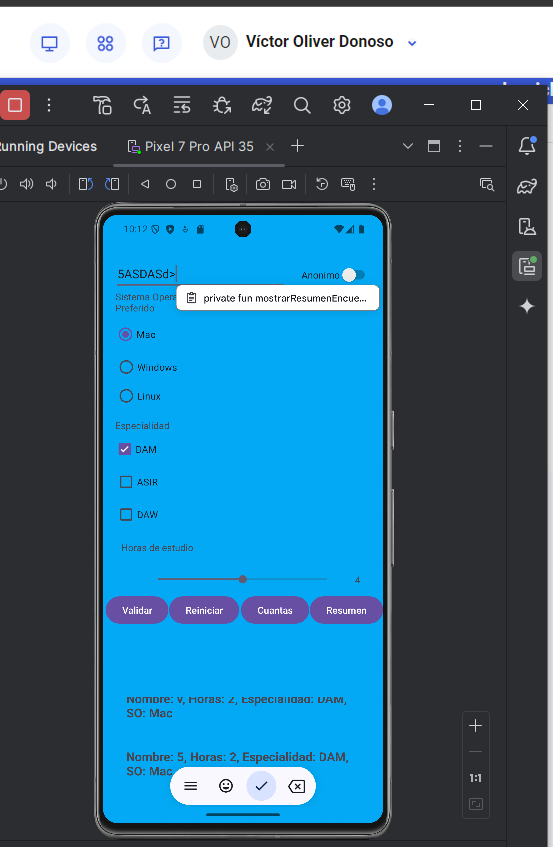 VO Víctor Oliver Donoso
Running Devices
Pixel 7 Pro API 35
10:12
5ASDASd>
Anonimo
private fun mostrarResumenEncue...
Sistema Oper
Preferido
Mac
Windows
Linux
Especialidad
DAM
ASIR
DAW
Horas de estudio
4
Validar
Reiniciar
Cuantas
Resumen
Nombre: v, Horas: 2, Especialidad: DAM,
SO: Mac
Nombre: 5, Horas: 2, Especialidad: DAM,
SO: Mac
1:1